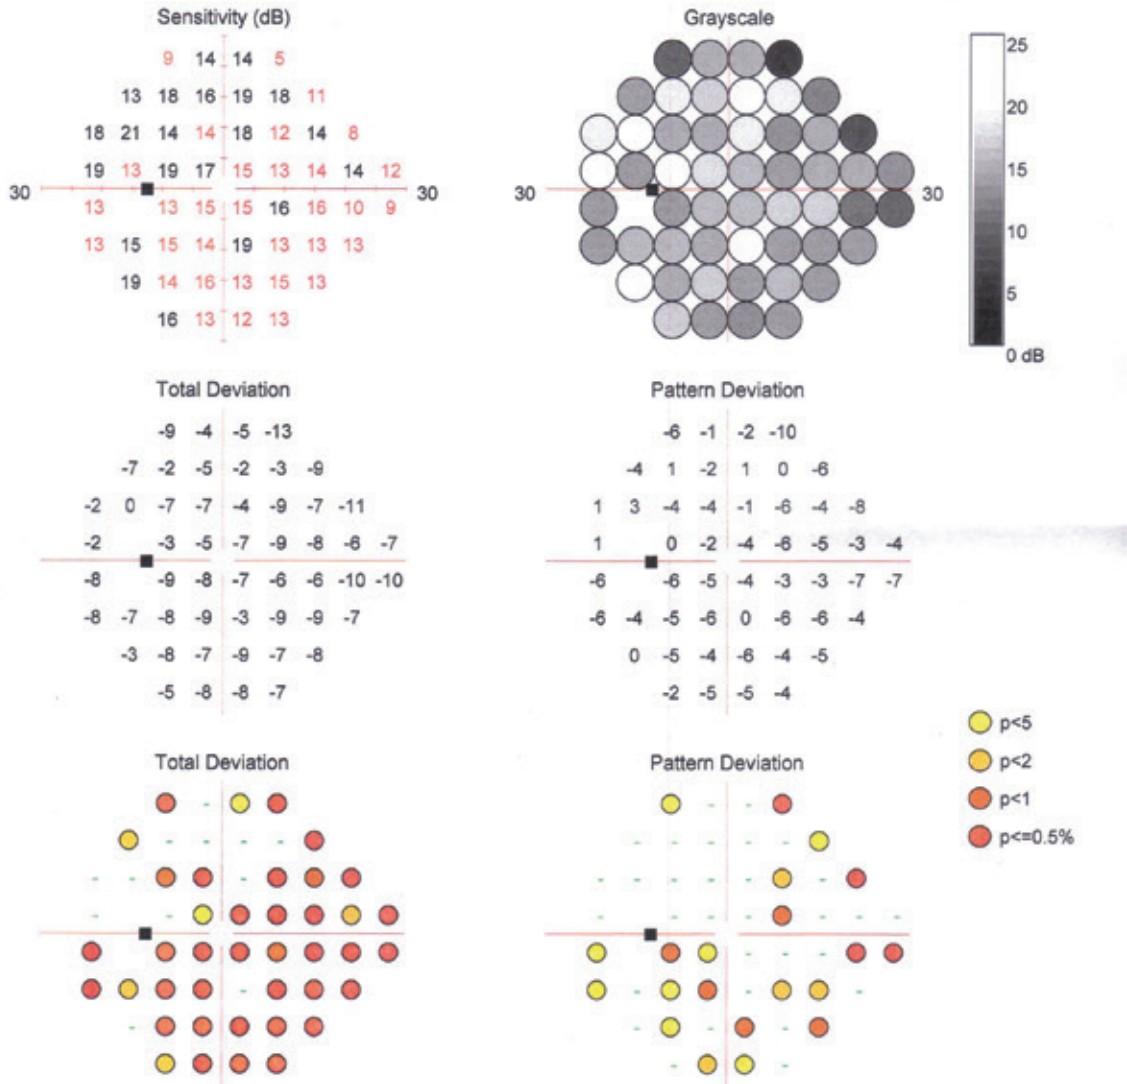 Sensitivity (dB) Grayscale
9 14 14 5
13 18 16 19 18 11
18 21 14 14 18 12 14 8
19 13 19 17 15 13 14 14 12
30 30 30 30
13 13 15 15 16 16 10 9
13 15 15 14 19 13 13 13
19 14 16 13 15 13
16 13 12 13
25
20
15
10
5
0 dB
Total Deviation
-9 -4 -5 -13
-7 -2 -5 -2 -3 -9
-2 0 -7 -7 -4 -9 -7 -11
-2 -3 -5 -7 -9 -8 -6 -7
-8 -9 -8 -7 -6 -6 -10 -10
-8 -7 -8 -9 -3 -9 -9 -7
-3 -8 -7 -9 -7 -8
-5 -8 -8 -7
Pattern Deviation
-6 -1 -2 -10
-4 1 -2 1 0 -6
1 3 -4 -4 -1 -6 -4 -8
1 0 -2 -4 -6 -5 -3 -4
-6 -6 -5 -4 -3 -3 -7 -7
-6 -4 -5 -6 0 -6 -6 -4
0 -5 -4 -6 -4 -5
-2 -5 -5 -4
Total Deviation Pattern Deviation
p<5
p<2
p<1
p<=0.5%